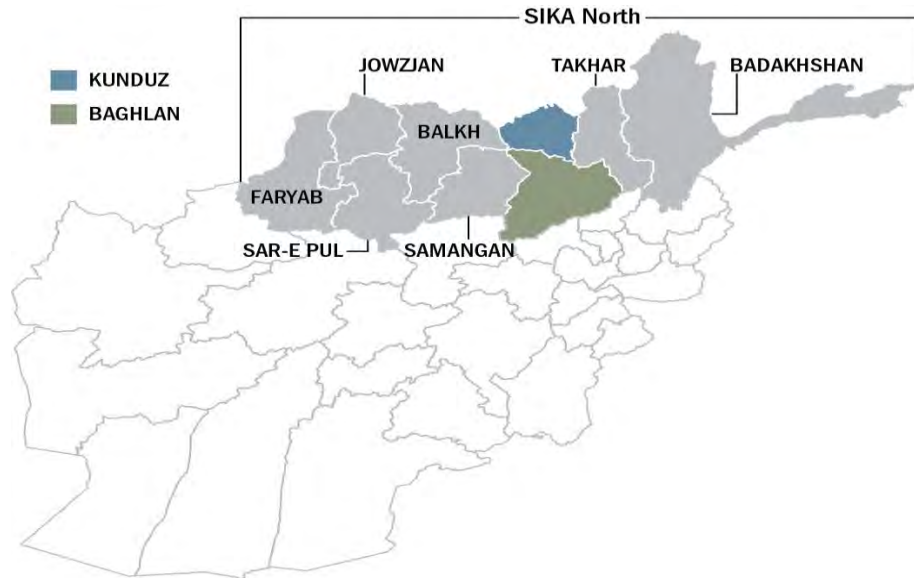 SIKA North
KUNDUZ
BAGHLAN
JOWZJAN
TAKHAR
BADAKHSHAN
BALKH
FARYAB
SAR-E PUL
SAMANGAN